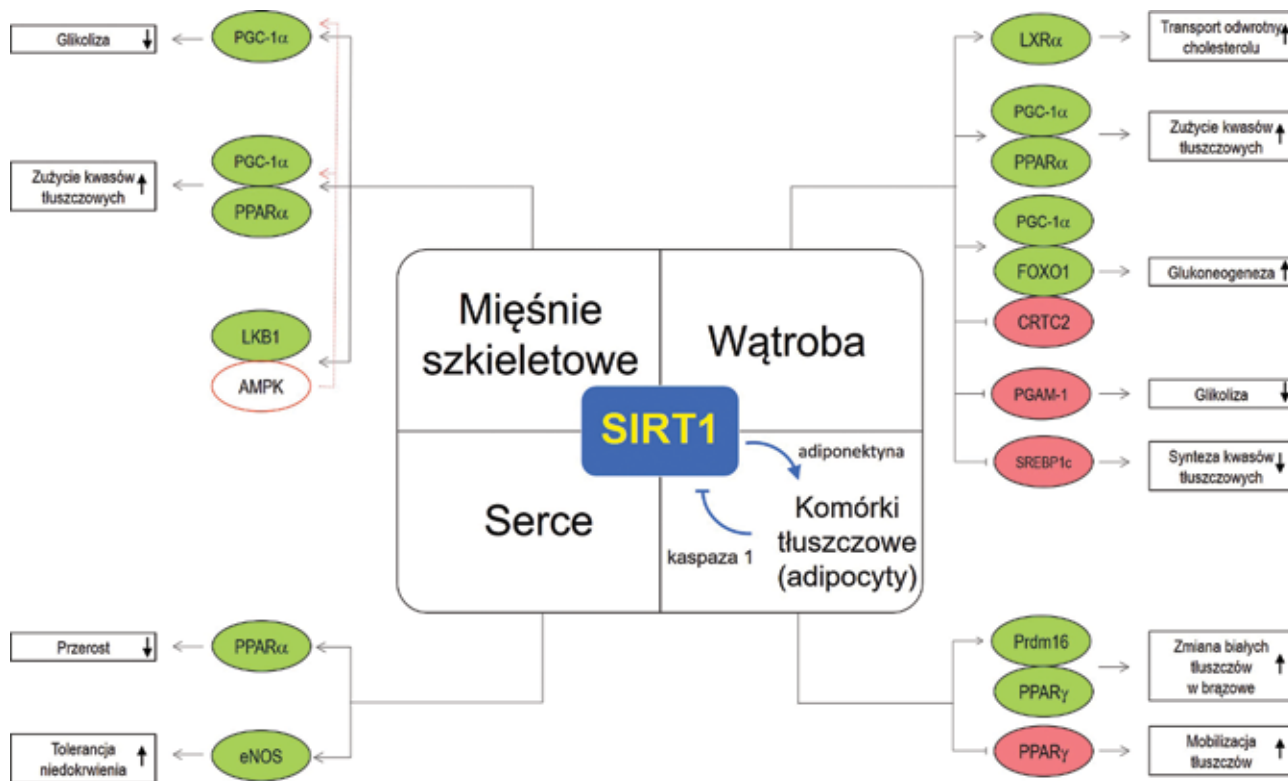 Glikoliza
PGC-1α
Zużycie kwasów
tłuszczowych
PGC-1α
PPARα
LKB1
AMPK
LXRα
Transport odwrotny
cholesterolu
PGC-1α
PPARα
Zużycie kwasów
tłuszczowych
PGC-1α
FOXO1
CRTC2
Glukoneogeneza
PGAM-1
Glikoliza
SREBP1c
Synteza kwasów
tłuszczowych
Mięśnie
szkieletowe
Wątroba
SIRT1
Serce
adiponektyna
Komórki
tłuszczowe
(adipocyty)
kaspaza 1
Przerost
PPARα
Tolerancja
niedokrwienia
eNOS
Prdm16
PPARγ
Zmiana białych
tłuszczów
w brązowe
PPARγ
Mobilizacja
tłuszczów